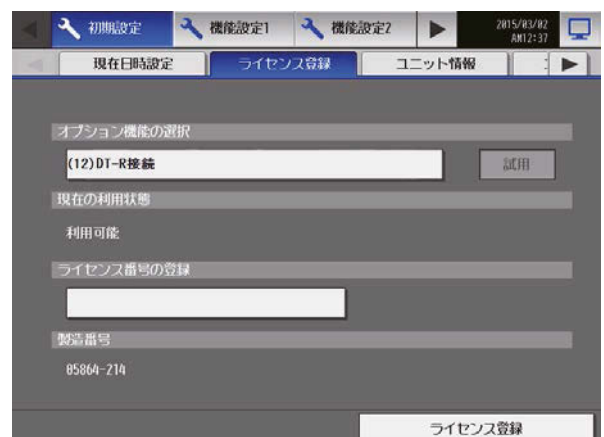 初期設定
機能設定1
機能設定2
2015/03/02
AM12:37
現在日時設定
ライセンス登録
ユニット情報
オプション機能の選択
(12)DT-R接続
試用
現在の利用状態
利用可能
ライセンス番号の登録
製造番号
05864-214
ライセンス登録